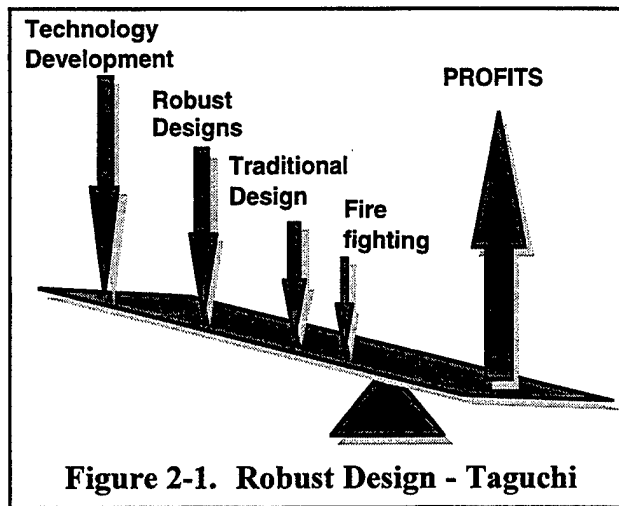 Technology
Development
Robust
Designs
Traditional
Design
Fire
fighting
PROFITS
Figure 2-1. Robust Design - Taguchi